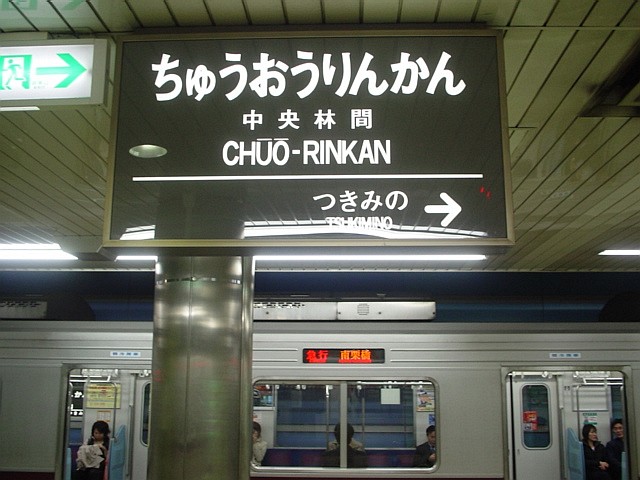 ちゅうおうりんかん
中央林間
CHŪŌ-RINKAN
つきみの
TSUKIMINO
急行 南栗橋